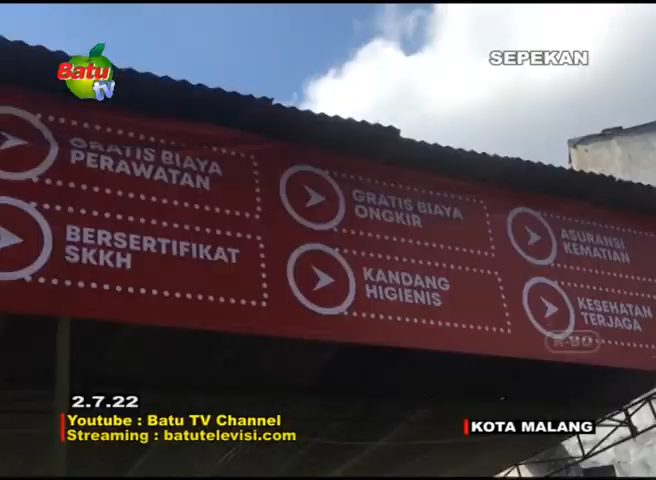 Batu
tv
SEPEKAN
GRATIS BIAYA
PERAWATAN
BERSERTIFIKAT
SKKH
GRATIS BIAYA
ONGKIR
KANDANG
HIGIENIS
ASURANSI
KEMATIAN
KESEHATAN
TERJAGA
R-BO
2.7.22
Youtube : Batu TV Channel
Streaming : batutelevisi.com
KOTA MALANG